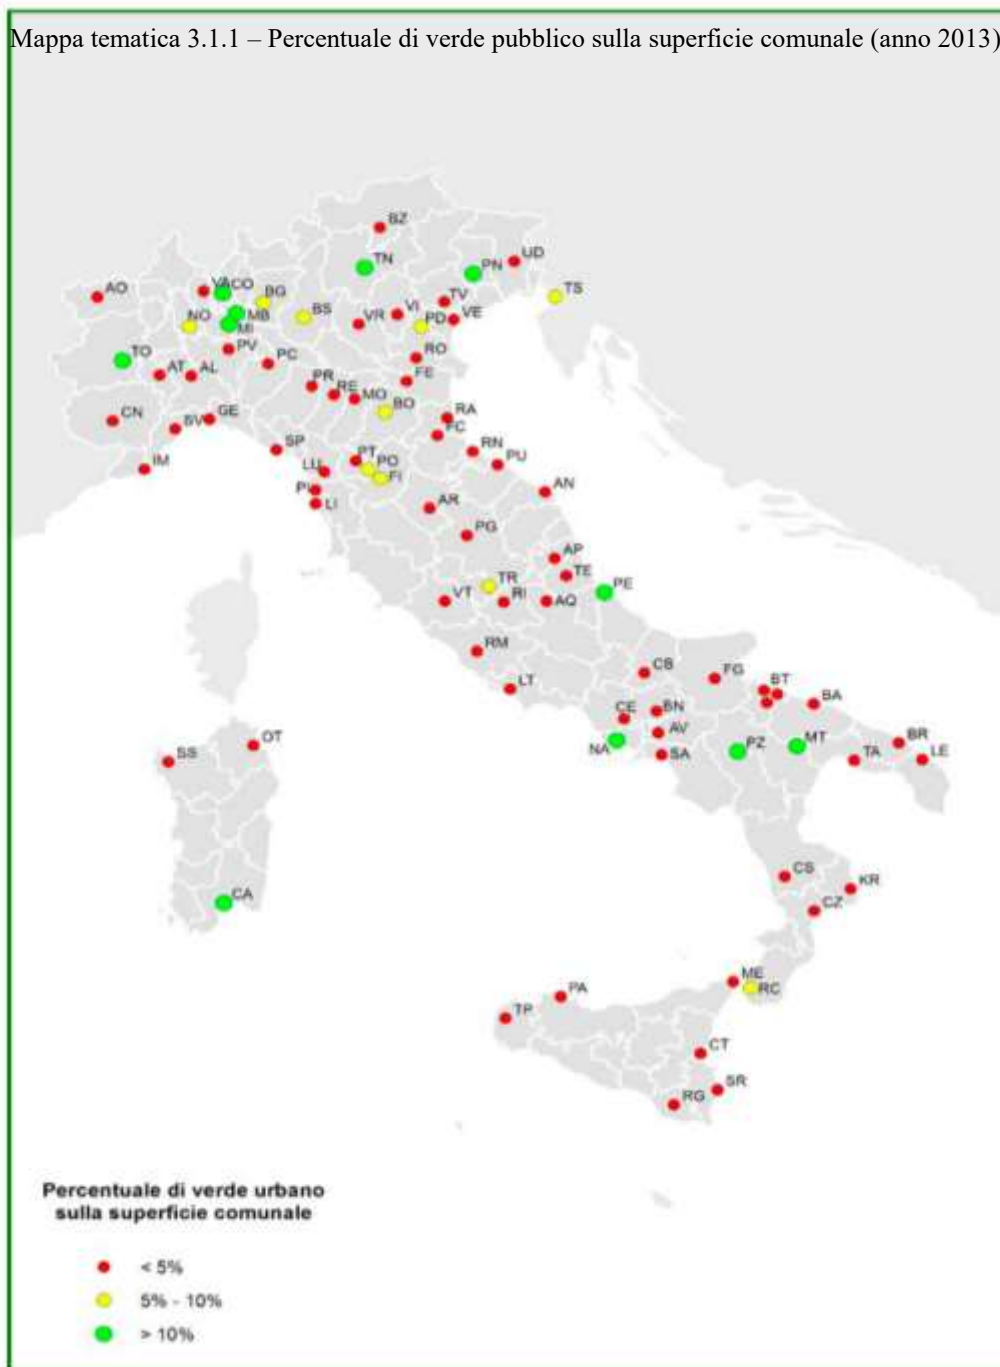 Mappa tematica 3.1.1 – Percentuale di verde pubblico sulla superficie comunale (anno 2013)
BZ
TN
PN
UD
AO
VA
CO
BG
BS
TS
TV
VI
VE
VR
PD
NO
MB
MI
PV
PC
RO
TO
AT
AL
FE
PR
RE
MO
BO
CN
SV
GE
RA
FC
SP
RN
PU
IM
PT
PO
LU
FI
PI
LI
AN
AR
PG
AP
TE
PE
TR
VT
RI
AQ
RM
LT
CB
FG
BT
BA
CE
BN
AV
NA
SA
PZ
MT
TA
BR
LE
OT
SS
CA
CS
KR
CZ
ME
RC
PA
TP
CT
SR
RG
Percentuale di verde urbano
sulla superficie comunale
< 5%
5% - 10%
> 10%